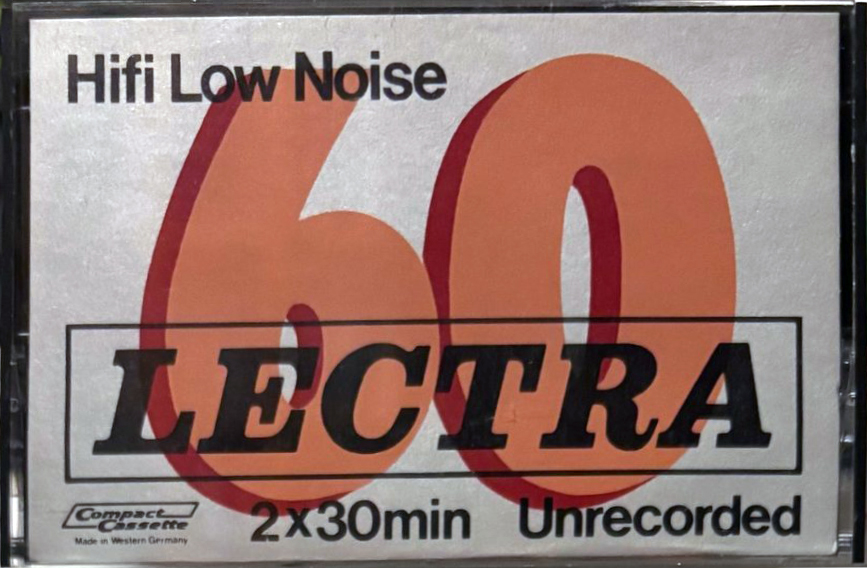 Hifi Low Noise
60
LECTRA
Compact
Cassette
Made in Western Germany
2x30min Unrecorded